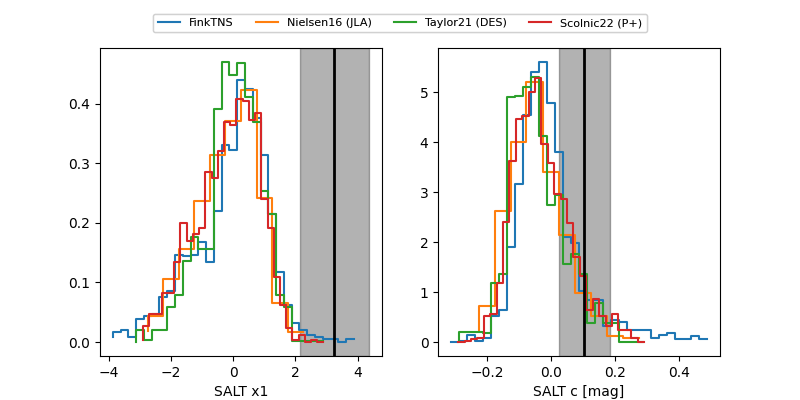 FinkTNS Nielsen16 (JLA) Taylor21 (DES) Scolnic22 (P+)
0.4
0.3
0.2
0.1
0.0
−4 −2 0 2 4
SALT x1
5
4
3
2
1
0
−0.2 0.0 0.2 0.4
SALT c [mag]